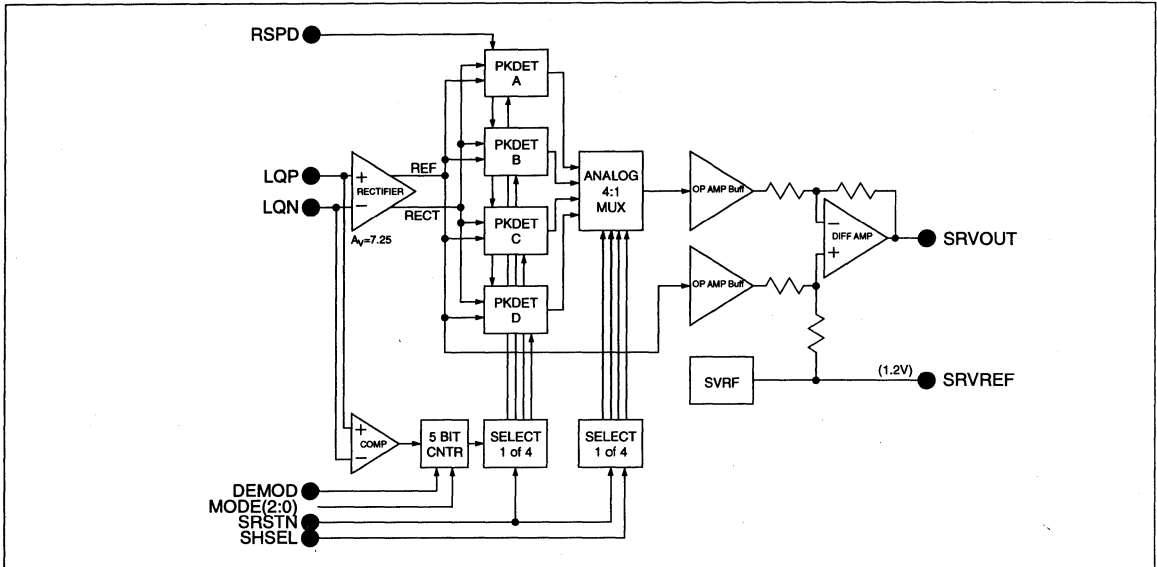 RSPD
PKDET
A
PKDET
B
LQP
LQN
+
−
RECTIFIER
REF
RECT
AV=7.25
PKDET
C
PKDET
D
ANALOG
4:1
MUX
OP AMP Buff
OP AMP Buff
−
+
DIFF AMP
SRVOUT
SVRF
(1.2V)
SRVREF
+
−
COMP
5 BIT
CNTR
SELECT
1 of 4
SELECT
1 of 4
DEMOD
MODE(2:0)
SRSTN
SHSEL